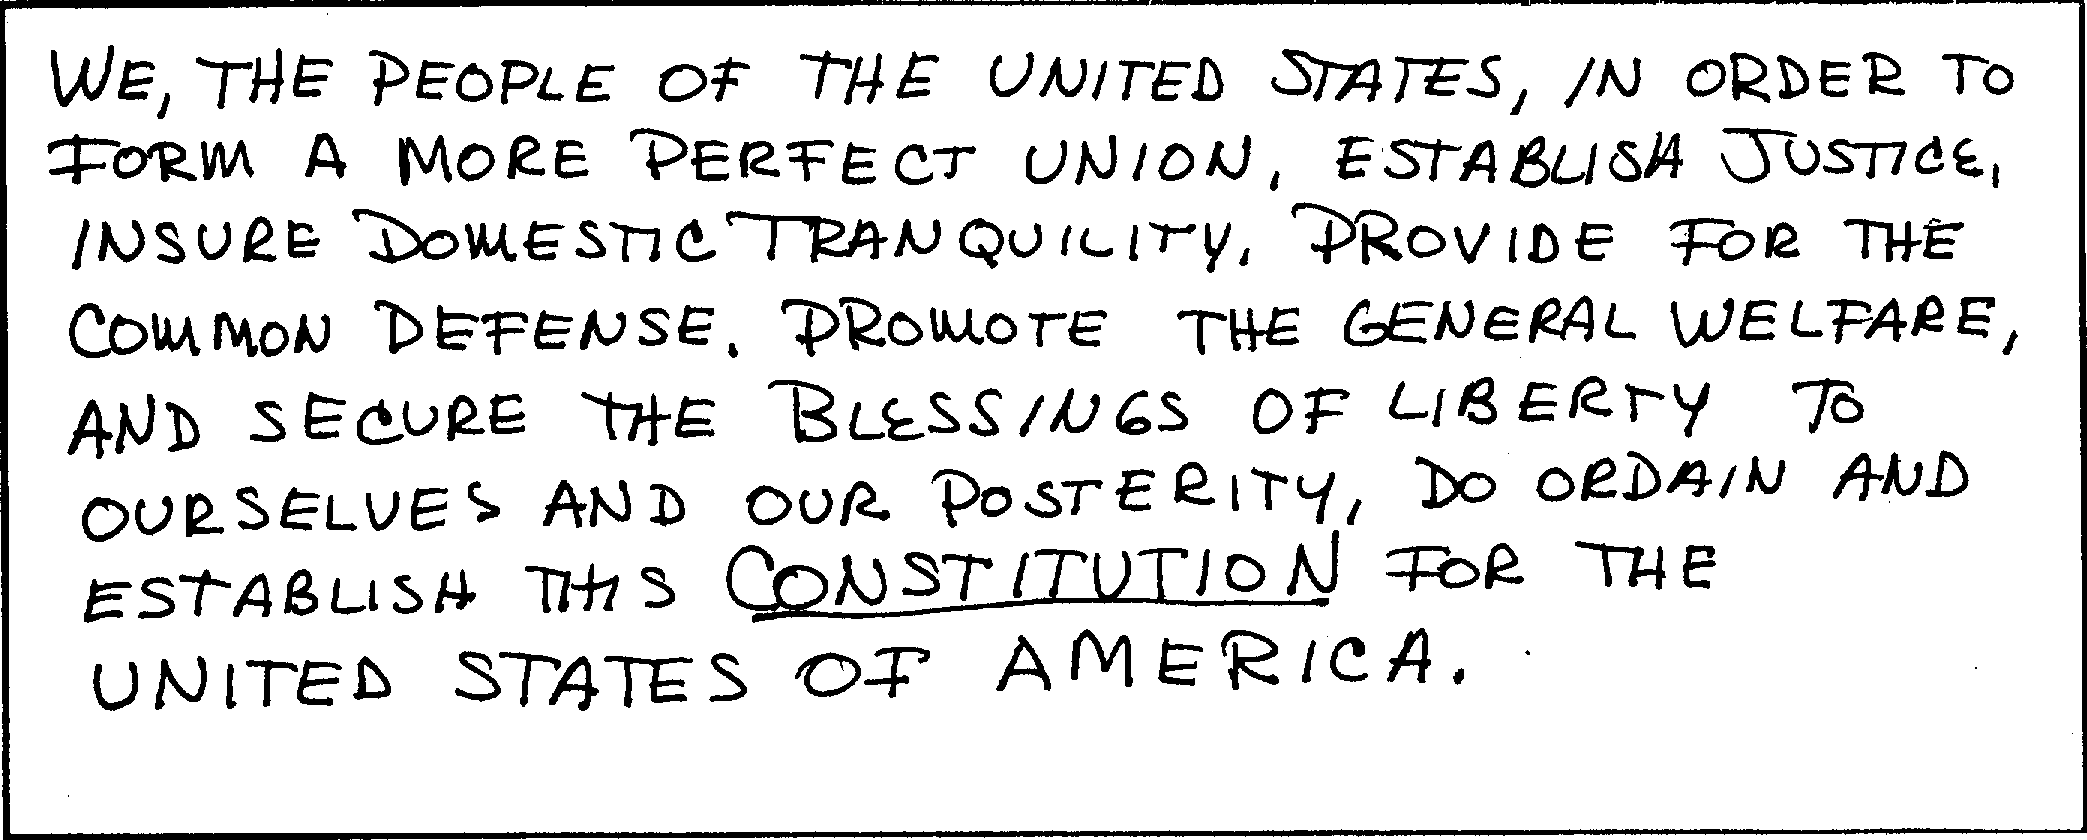 WE, THE PEOPLE OF THE UNITED STATES, IN ORDER TO
FORM A MORE PERFECT UNION, ESTABLISH JUSTICE,
INSURE DOMESTIC TRANQUILITY, PROVIDE FOR THE
COMMON DEFENSE. PROMOTE THE GENERAL WELFARE,
AND SECURE THE BLESSINGS OF LIBERTY TO
OURSELVES AND OUR POSTERITY, DO ORDAIN AND
ESTABLISH THIS CONSTITUTION FOR THE
UNITED STATES OF AMERICA.